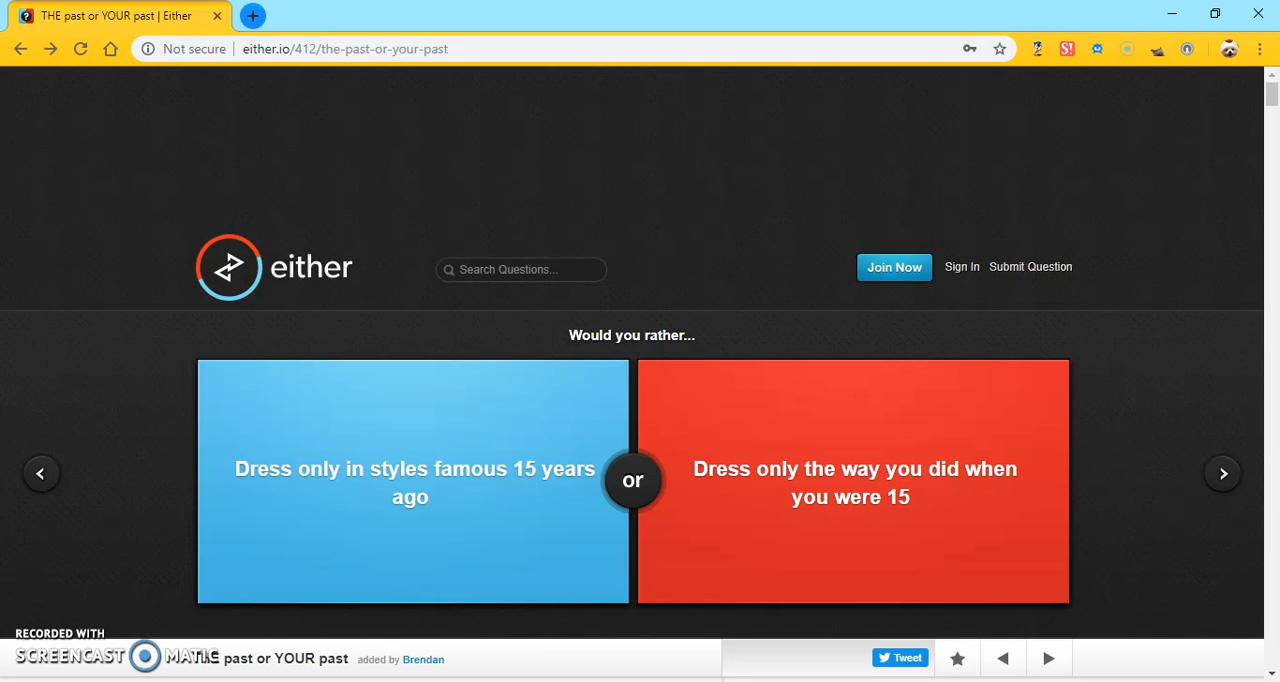 THE past or YOUR past | Either
Not secure either.io/412/the-past-or-your-past
S!
either
Search Questions...
Join Now Sign In Submit Question
Would you rather...
Dress only in styles famous 15 years
ago
or
Dress only the way you did when
you were 15
RECORDED WITH
SCREENCAST MATIC
THE past or YOUR past added by Brendan
Tweet